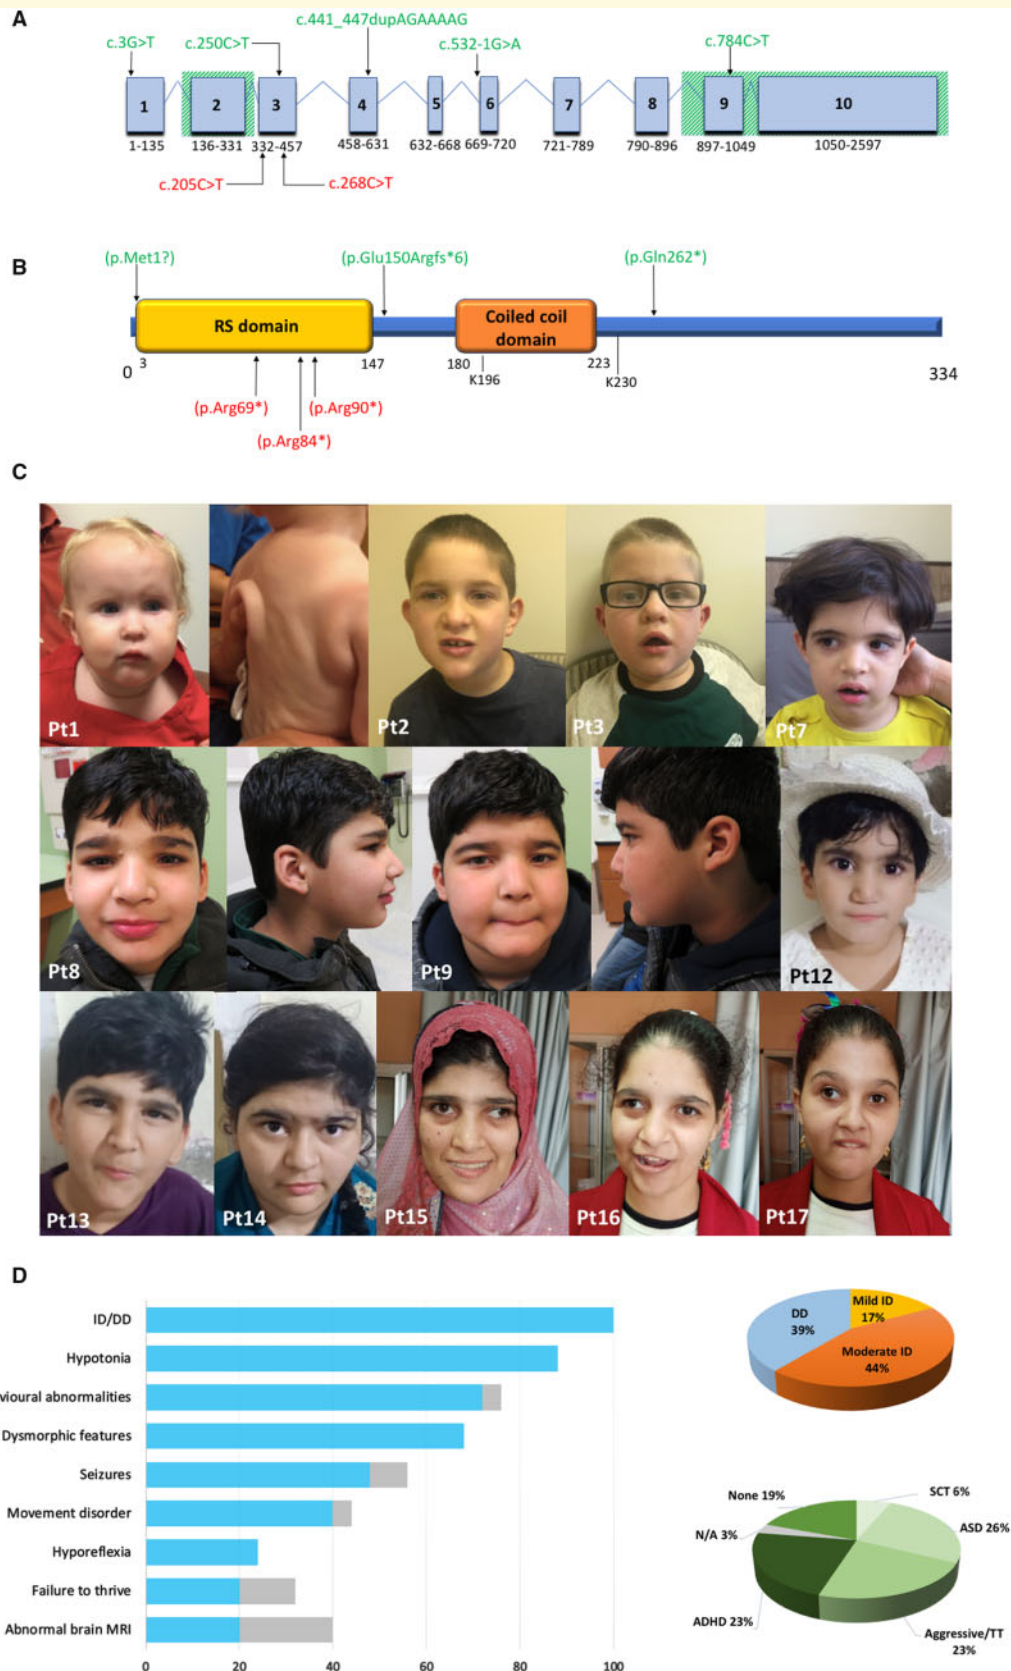 A
c.441_447dupAGAAAAG
c.3G>T
c.250C>T
c.532-1G>A
c.784C>T
1 2 3 4 5 6 7 8 9 10
1-135 136-331 332-457 458-631 632-668 669-720 721-789 790-896 897-1049 1050-2597
c.205C>T c.268C>T
B
(p.Met1?) (p.Glu150Argfs*6) (p.Gln262*)
RS domain
Coiled coil
domain
0 3 147 180 K196 223 K230 334
(p.Arg69*) (p.Arg90*)
(p.Arg84*)
C
Pt1 Pt2 Pt3 Pt7
Pt8 Pt9 Pt12
Pt13 Pt14 Pt15 Pt16 Pt17
D
ID/DD
Hypotonia
vioural abnormalities
Dysmorphic features
Seizures
Movement disorder
Hyporeflexia
Failure to thrive
Abnormal brain MRI
0 20 40 60 80 100
Mild ID
17%
DD
39%
Moderate ID
44%
None 19%
SCT 6%
N/A 3%
ASD 26%
ADHD 23%
Aggressive/TT
23%